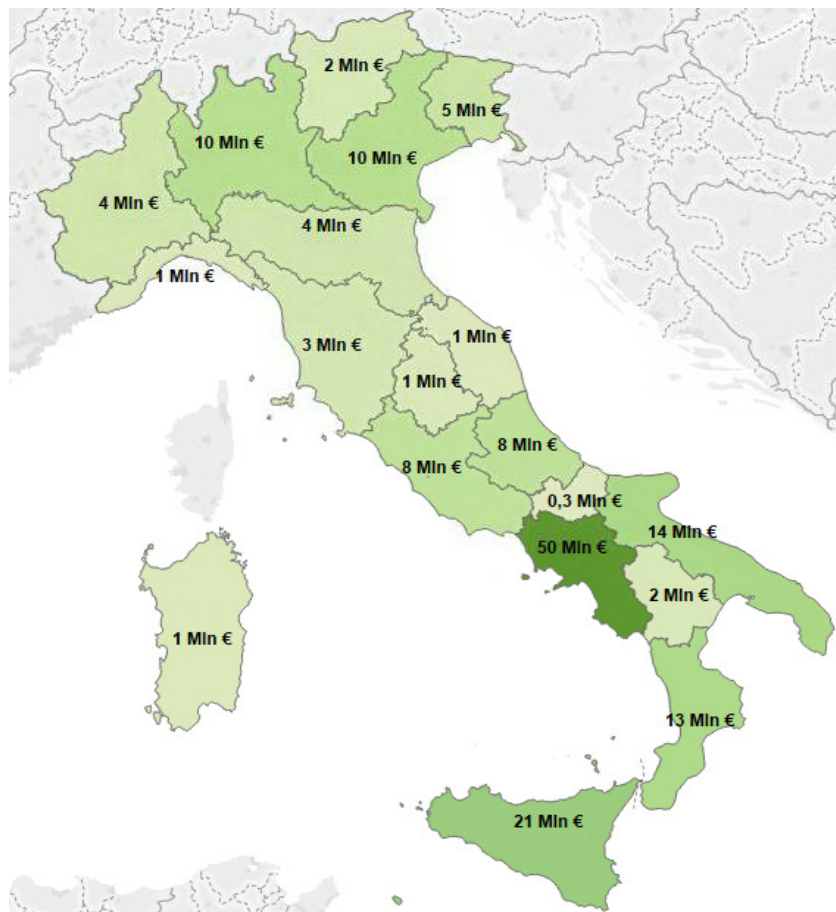 2 Mln €
5 Mln €
10 Mln €
10 Mln €
4 Mln €
4 Mln €
1 Mln €
1 Mln €
3 Mln €
1 Mln €
8 Mln €
8 Mln €
0,3 Mln €
14 Mln €
50 Mln €
2 Mln €
1 Mln €
13 Mln €
21 Mln €